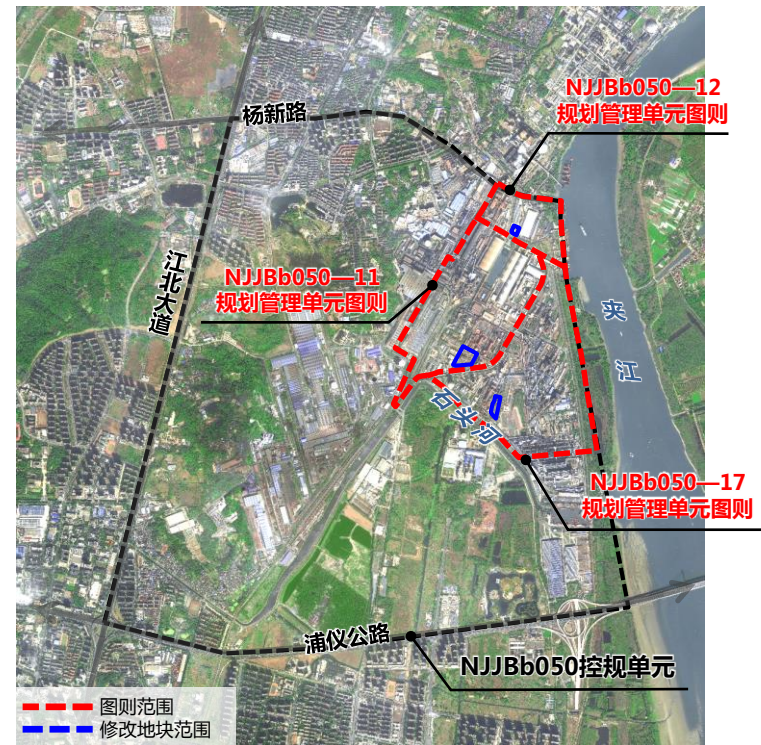 NJJBb050—12
规划管理单元图则
杨新路
江北大道
NJJBb050—11
规划管理单元图则
夹江
石头河
NJJBb050—17
规划管理单元图则
浦仪公路
NJJBb050控规单元
图则范围
修改地块范围